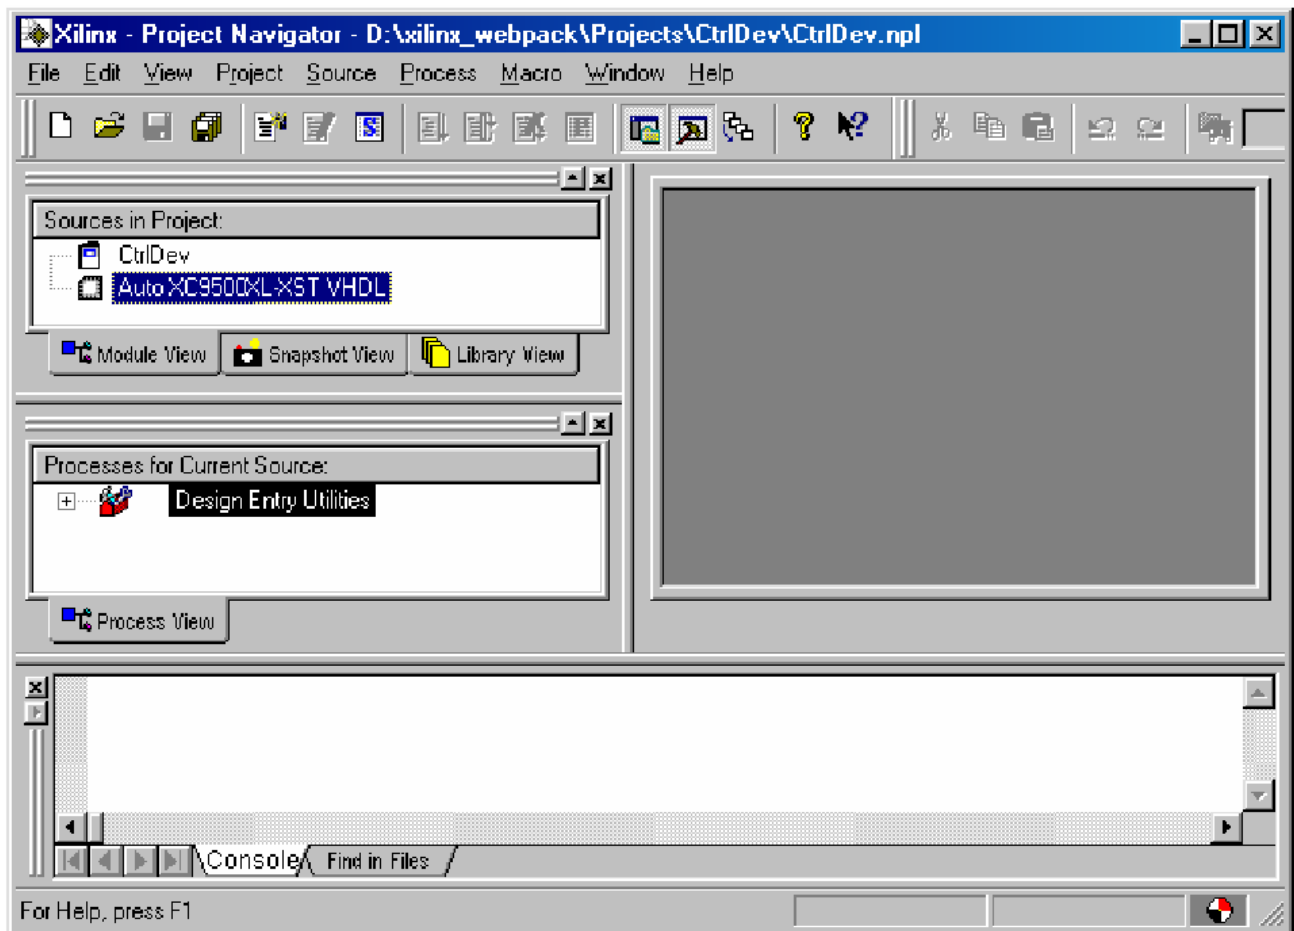 Xilinx - Project Navigator - D:\xilinx_webpack\Projects\CtrlDev\CtrlDev.npl
File Edit View Project Source Process Macro Window Help
Sources in Project:
CtrlDev
Auto XC9500XL-XST VHDL
Module View Snapshot View Library View
Processes for Current Source:
Design Entry Utilities
Process View
Console Find in Files
For Help, press F1